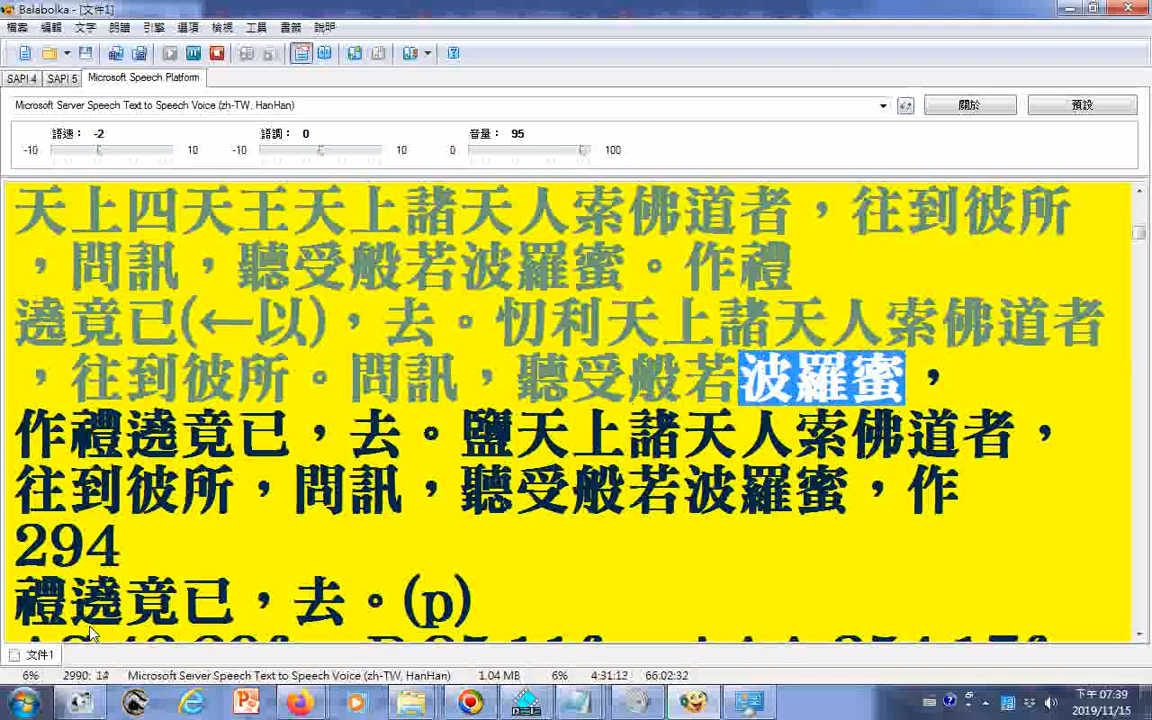 Balabolka - [文件1]
檔案 編輯 文字 朗讀 引擎 選項 檢視 工具 書籤 說明
SAPI 4 SAPI 5 Microsoft Speech Platform
Microsoft Server Speech Text to Speech Voice (zh-TW, HanHan) 關於 預設
語速： -2 語調： 0 音量： 95
-10 10 -10 10 0 100
天上四天王天上諸天人索佛道者，往到彼所
，問訊，聽受般若波羅蜜。作禮
遶竟已(←以)，去。忉利天上諸天人索佛道者
，往到彼所。問訊，聽受般若波羅蜜，
作禮遶竟已，去。鹽天上諸天人索佛道者，
往到彼所，問訊，聽受般若波羅蜜，作
294
禮遶竟已，去。(p)
文件1
6% 2990: 14 Microsoft Server Speech Text to Speech Voice (zh-TW, HanHan) 1.04 MB 6% 4:31:12 66:02:32
下午 07:39
2019/11/15